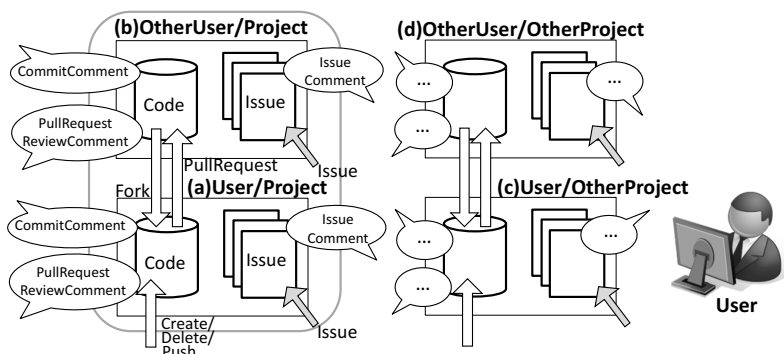 (b)OtherUser/Project
CommitComment
Code
Issue
Issue
Comment
PullRequest
ReviewComment
PullRequest
Issue
Fork
(a)User/Project
CommitComment
Code
Issue
Issue
Comment
PullRequest
ReviewComment
Create/
Delete/
Push
Issue
(d)OtherUser/OtherProject
...
...
...
(c)User/OtherProject
...
...
...
User